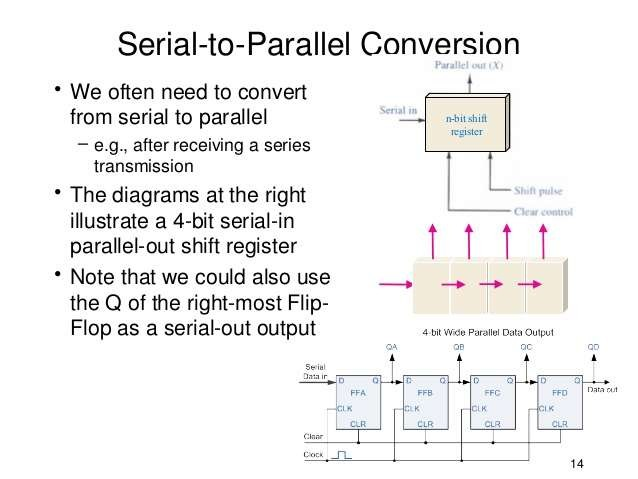 Serial-to-Parallel Conversion
• We often need to convert
from serial to parallel
– e.g., after receiving a series
transmission
• The diagrams at the right
illustrate a 4-bit serial-in
parallel-out shift register
• Note that we could also use
the Q of the right-most Flip-
Flop as a serial-out output
Parallel out (X)
Serial in
n-bit shift
register
Shift pulse
Clear control
4-bit Wide Parallel Data Output
QA QB QC QD
Serial
Data in
D Q D Q D Q D Q
Data out
FFA FFB FFC FFD
CLK CLK CLK CLK
CLR CLR CLR CLR
Clear
Clock
14